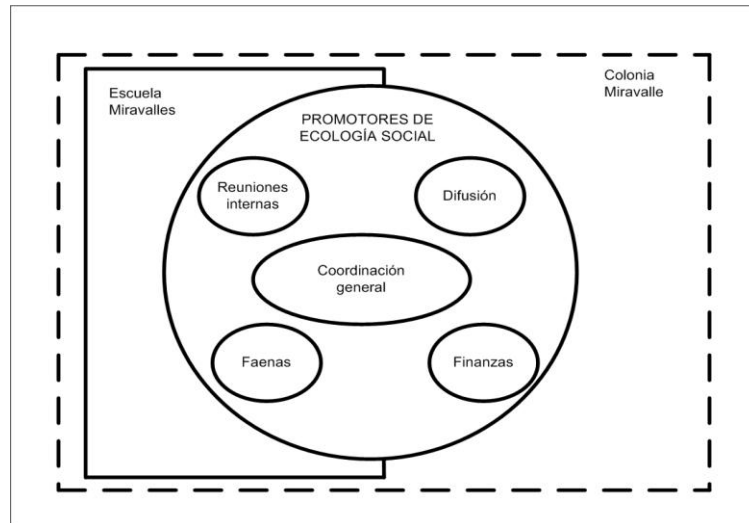 Escuela
Miravalles
Colonia
Miravalle
PROMOTORES DE
ECOLOGÍA SOCIAL
Reuniones
internas
Difusión
Coordinación
general
Faenas
Finanzas